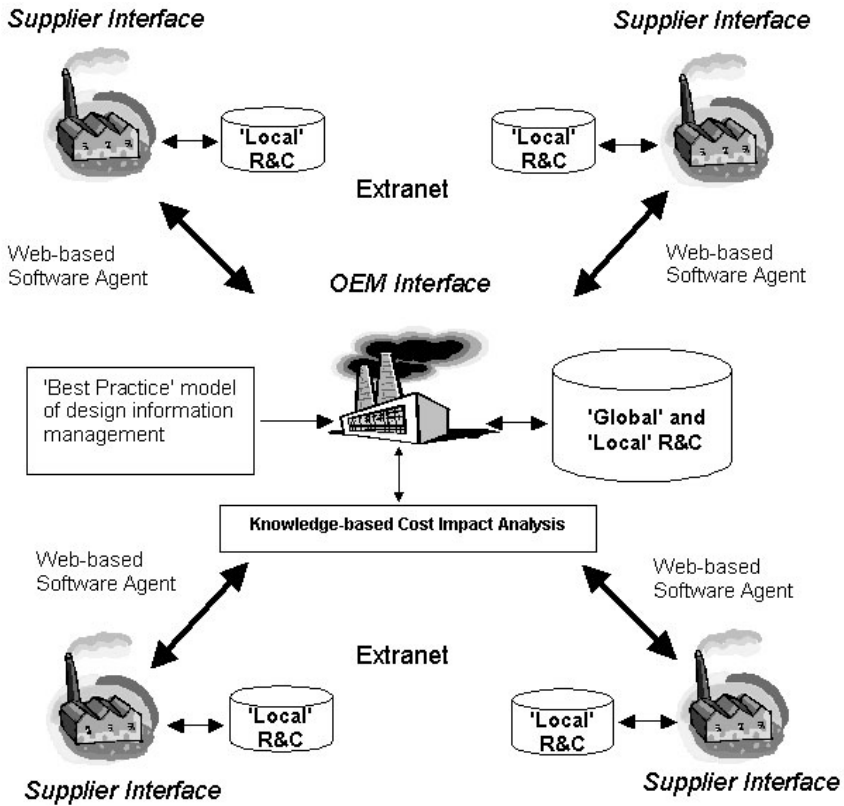 Supplier Interface
Supplier Interface
'Local'
R&C
'Local'
R&C
Extranet
Web-based
Software Agent
Web-based
Software Agent
OEM Interface
'Best Practice' model
of design information
management
'Global' and
'Local' R&C
Knowledge-based Cost Impact Analysis
Web-based
Software Agent
Web-based
Software Agent
Extranet
'Local'
R&C
'Local'
R&C
Supplier Interface
Supplier Interface